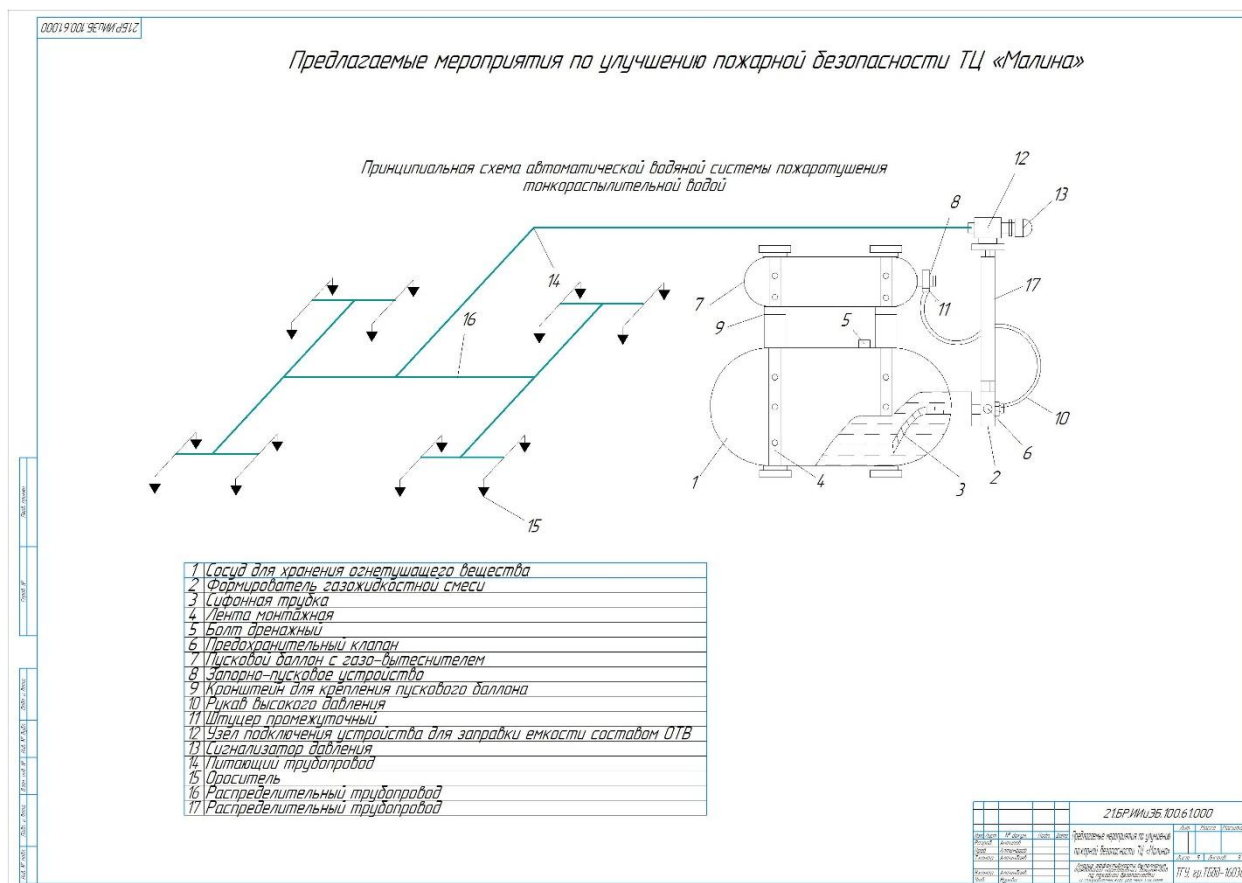 21.БР.ИИиЭБ.100.61.000
Предлагаемые мероприятия по улучшению пожарной безопасности ТЦ «Малина»
Принципиальная схема автоматической водяной системы пожаротушения
тонкораспылительной водой
12
13
8
14
7
11
17
16
9
5
10
6
1
4
3
2
15
1 Сосуд для хранения огнетушащего вещества
2 Формирователь газожидкостной смеси
3 Сифонная трубка
4 Лента монтажная
5 Болт дренажный
6 Предохранительный клапан
7 Пусковой баллон с газо-вытеснителем
8 Запорно-пусковое устройство
9 Кронштейн для крепления пускового баллона
10 Рукав высокого давления
11 Штуцер промежуточный
12 Узел подключения устройства для заправки емкости составом ОТВ
13 Сигнализатор давления
14 Питающий трубопровод
15 Ороситель
16 Распределительный трубопровод
17 Распределительный трубопровод
21.БР.ИИиЭБ.100.61.000
Предлагаемые мероприятия по улучшению
пожарной безопасности ТЦ «Малина»